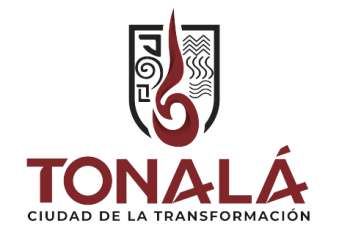 TONALÁ
CIUDAD DE LA TRANSFORMACIÓN